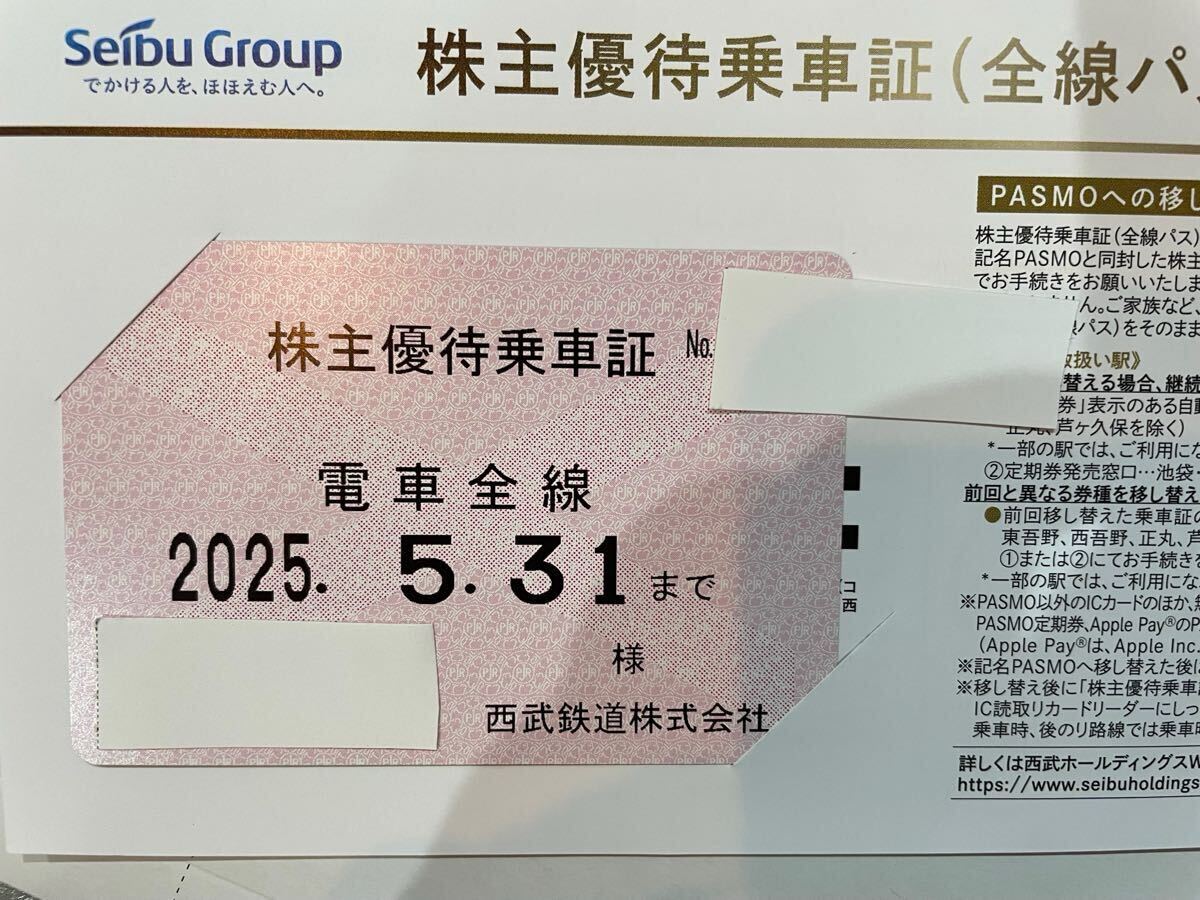 Seibu Group
でかける人を、ほほえむ人へ。
株主優待乗車証(全線パ
株主優待乗車証 No.
電車全線
2025. 5. 31 まで
様
西武鉄道株式会社
PASMOへの移し
株主優待乗車証(全線パス)
記名PASMOと同封した株主
でお手続きをお願いいたしま
せん。ご家族など、
パス)をそのまま
取扱い駅》
替える場合、継続
券」表示のある自動
正丸、芦ヶ久保を除く)
*一部の駅では、ご利用にな
②定期券発売窓口…池袋
前回と異なる券種を移し替え
●前回移し替えた乗車証の
東吾野、西吾野、正丸、芦
①または②にてお手続きを
*一部の駅では、ご利用にな
※PASMO以外のICカードのほか、
PASMO定期券、Apple Pay®のP
(Apple Pay®は、Apple Inc.
※記名PASMOへ移し替えた後に
※移し替え後に「株主優待乗車
IC読取りカードリーダーにしっ
乗車時、後のり路線では乗車
詳しくは西武ホールディングスW
https://www.seibuholdings
口
西